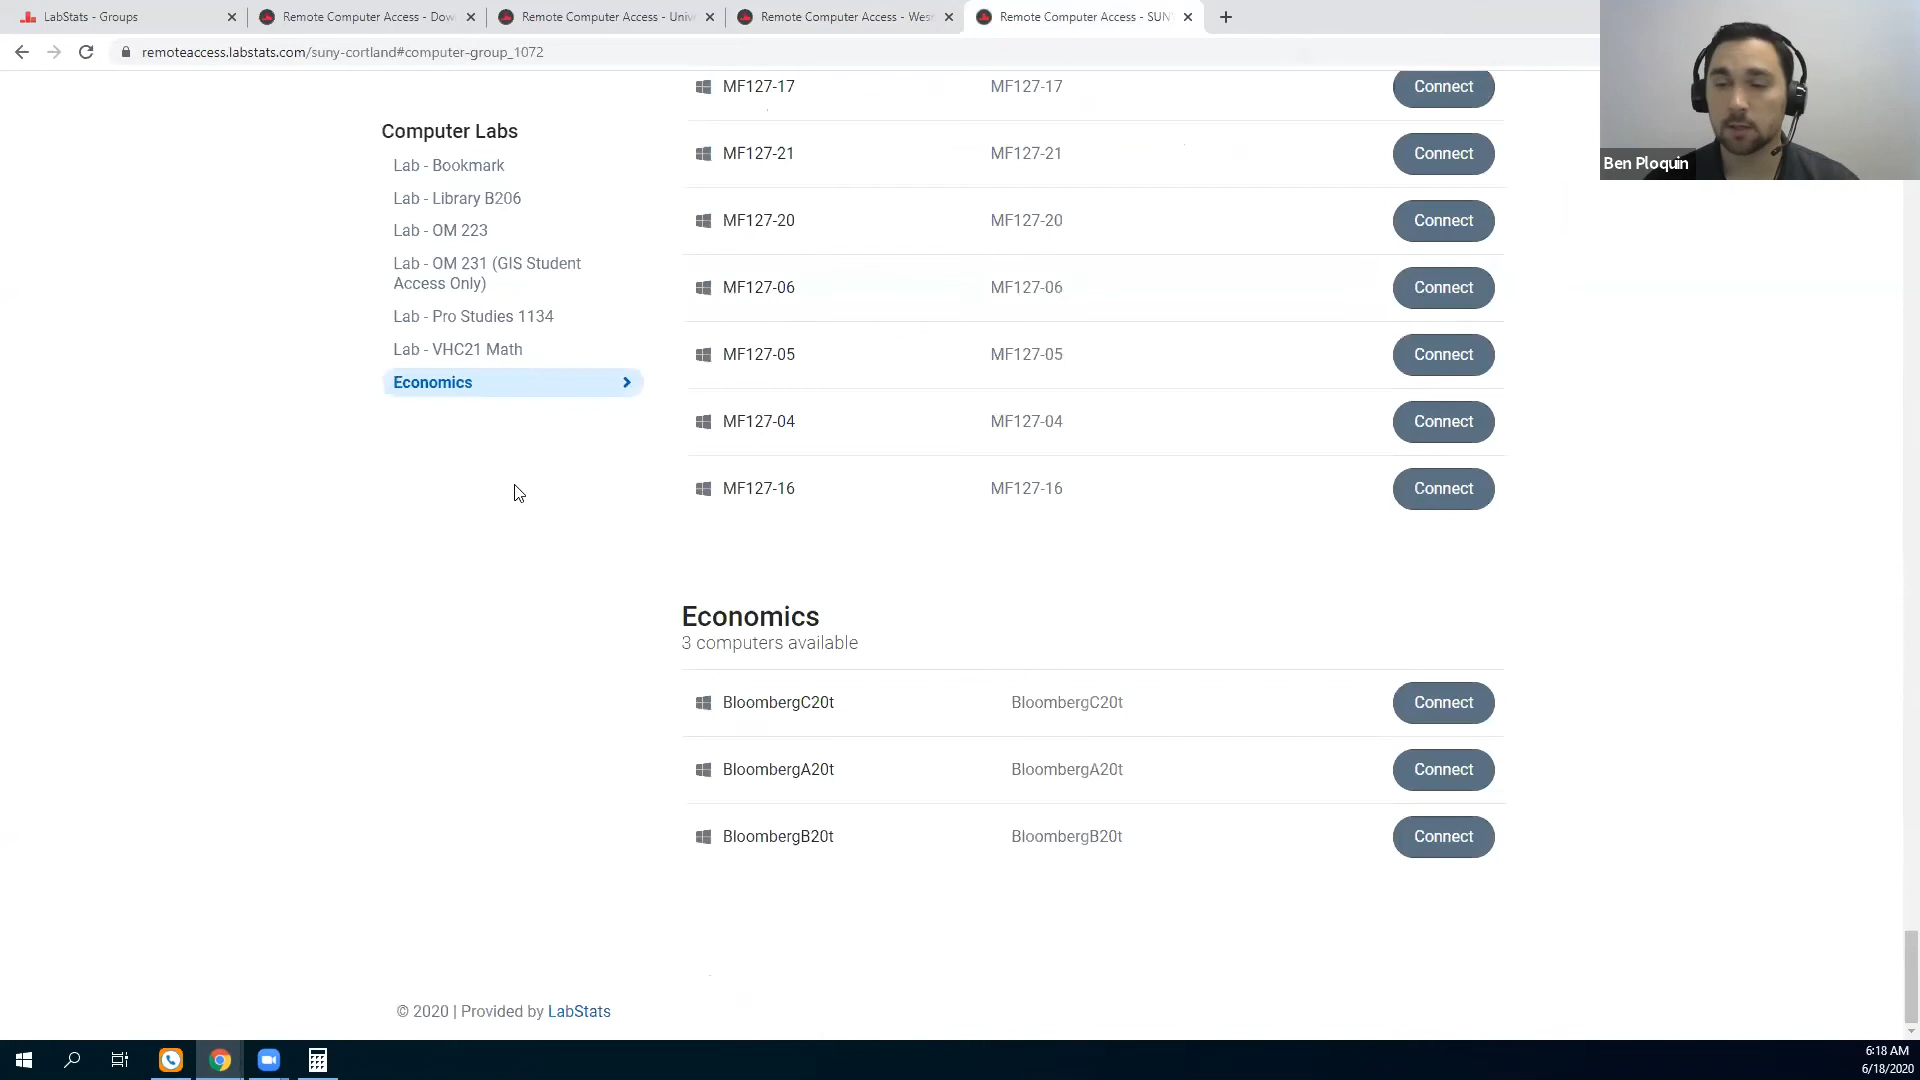 LabStats - Groups
Remote Computer Access - Dow
Remote Computer Access - Univ
Remote Computer Access - Wes
Remote Computer Access - SUN
remoteaccess.labstats.com/suny-cortland#computer-group_1072
Ben Ploquin
Computer Labs
Lab - Bookmark
Lab - Library B206
Lab - OM 223
Lab - OM 231 (GIS Student
Access Only)
Lab - Pro Studies 1134
Lab - VHC21 Math
Economics
MF127-17 MF127-17 Connect
MF127-21 MF127-21 Connect
MF127-20 MF127-20 Connect
MF127-06 MF127-06 Connect
MF127-05 MF127-05 Connect
MF127-04 MF127-04 Connect
MF127-16 MF127-16 Connect
Economics
3 computers available
BloombergC20t BloombergC20t Connect
BloombergA20t BloombergA20t Connect
BloombergB20t BloombergB20t Connect
© 2020 | Provided by LabStats
6:18 AM
6/18/2020